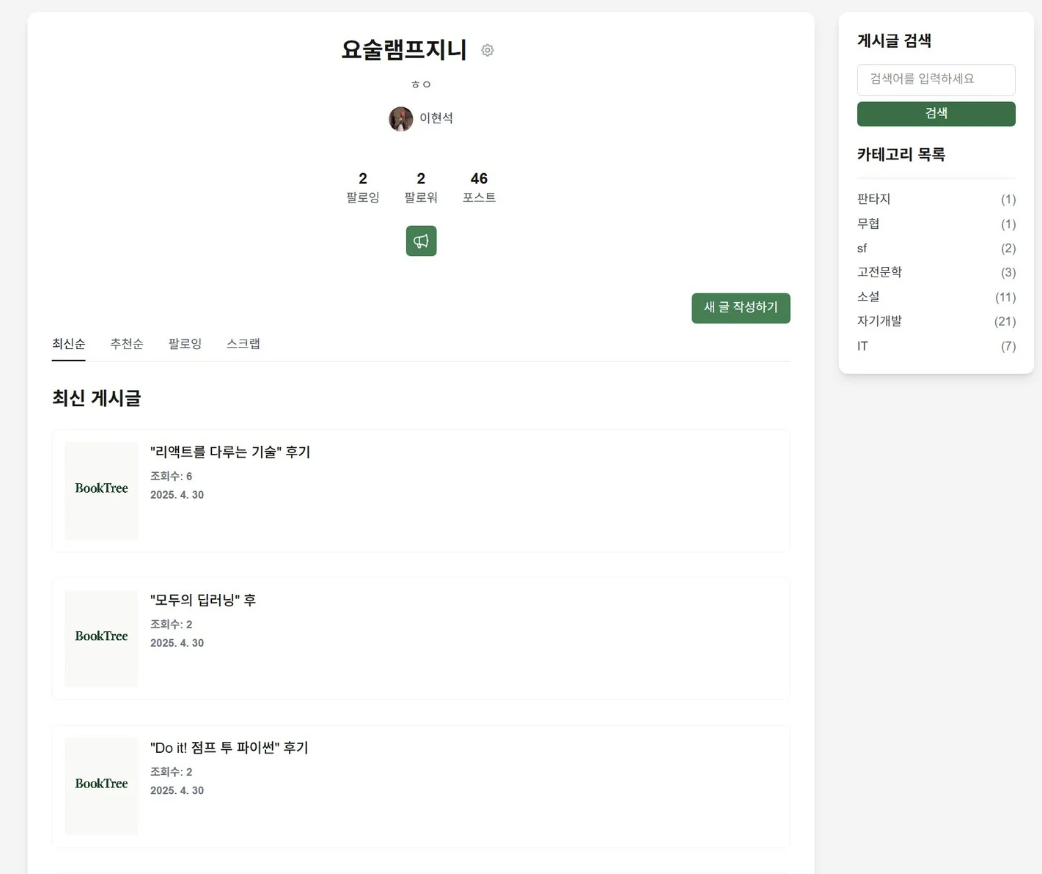 요술램프지니
ㅎㅇ
이현석
2 2 46
팔로잉 팔로워 포스트
새 글 작성하기
최신순 추천순 팔로잉 스크랩
최신 게시글
BookTree
"리액트를 다루는 기술" 후기
조회수: 6
2025. 4. 30
BookTree
"모두의 딥러닝" 후
조회수: 2
2025. 4. 30
BookTree
"Do it! 점프 투 파이썬" 후기
조회수: 2
2025. 4. 30
게시글 검색
검색어를 입력하세요
검색
카테고리 목록
판타지 (1)
무협 (1)
sf (2)
고전문학 (3)
소설 (11)
자기개발 (21)
IT (7)